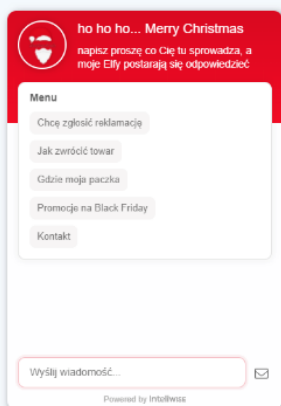 ho ho ho... Merry Christmas
napisz proszę co Cię tu sprowadza, a
moje Elfy postarają się odpowiedzieć
Menu
Chcę zgłosić reklamację
Jak zwrócić towar
Gdzie moja paczka
Promocje na Black Friday
Kontakt
Wyślij wiadomość...
Powered by Inteliwise